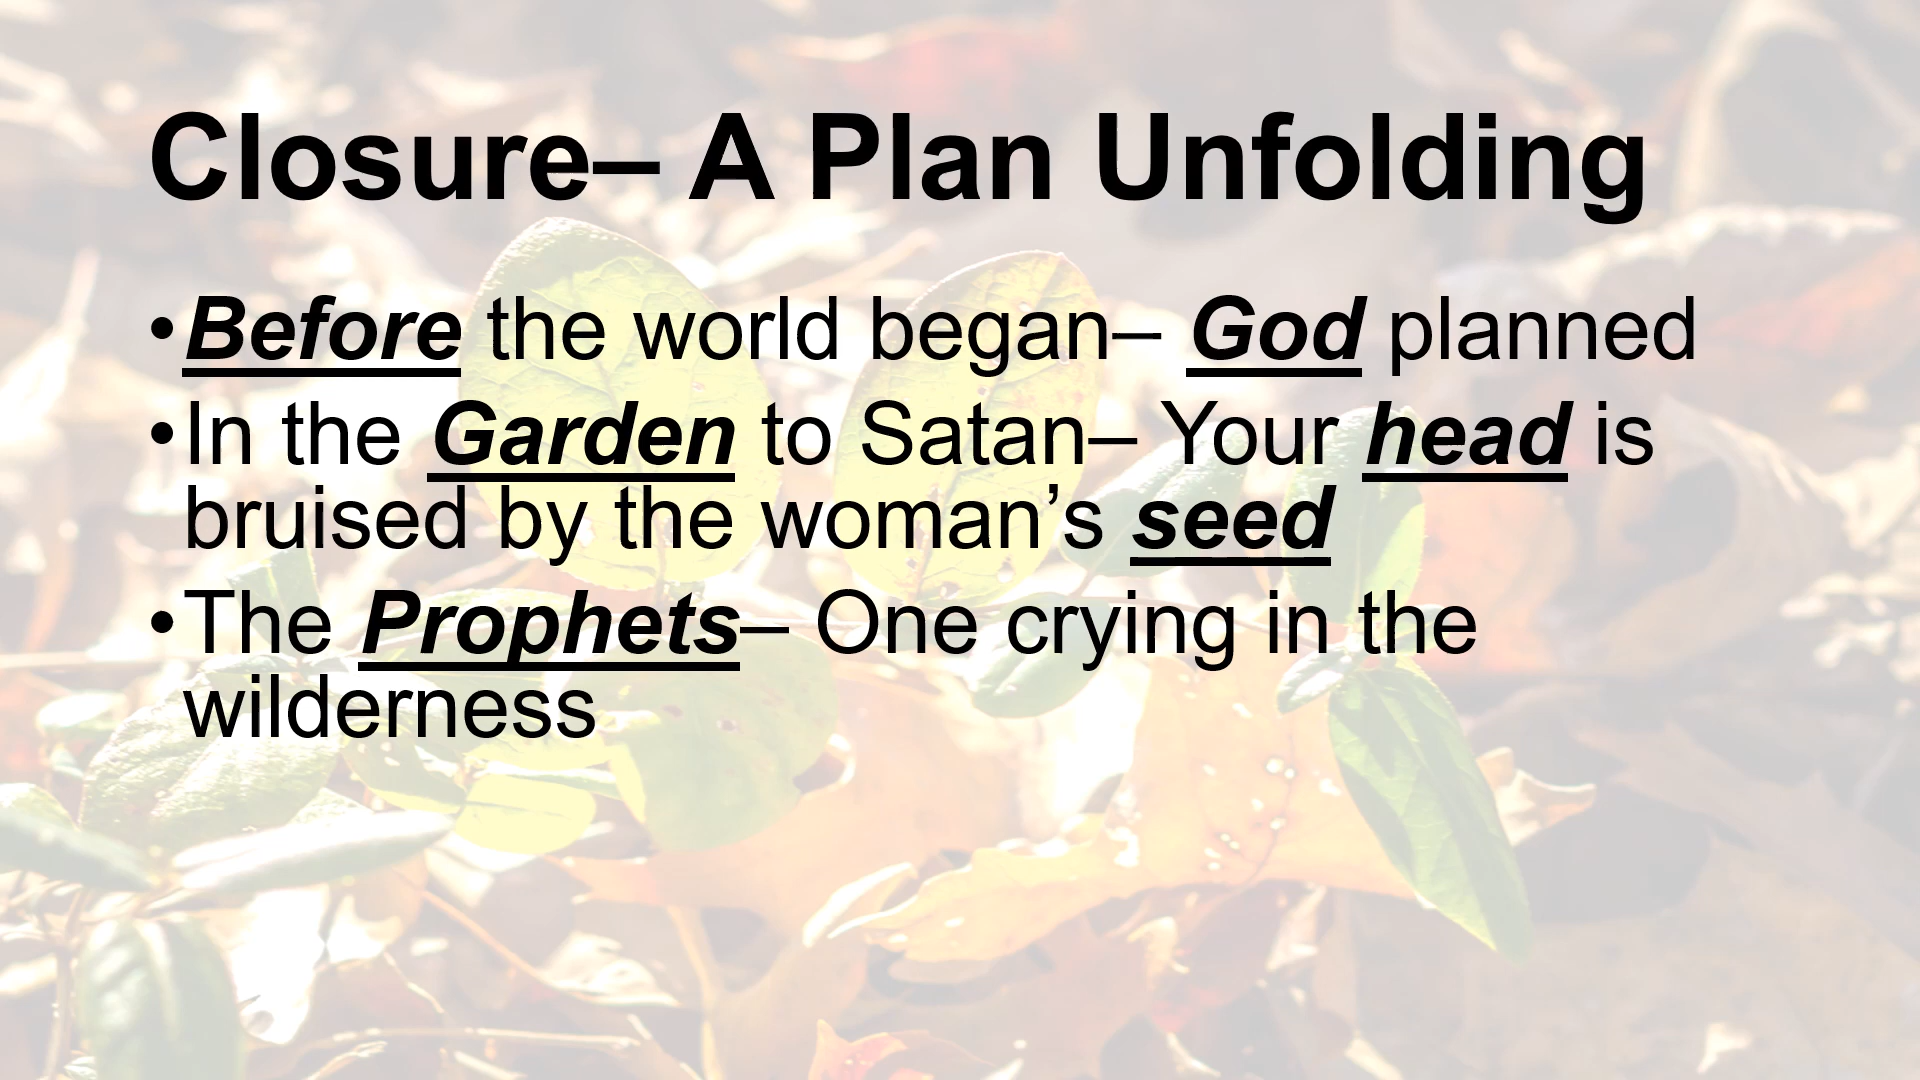 Closure– A Plan Unfolding
•Before the world began– God planned
•In the Garden to Satan– Your head is
bruised by the woman’s seed
•The Prophets– One crying in the
wilderness